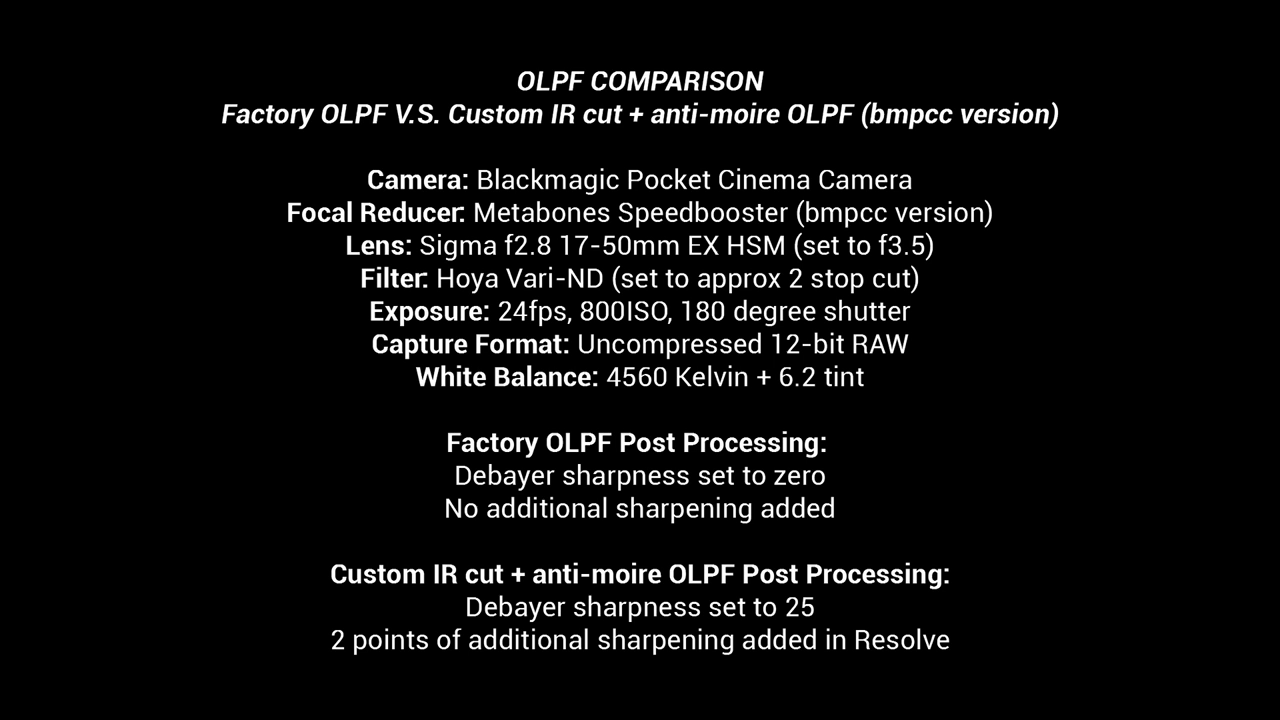 OLPF COMPARISON
Factory OLPF V.S. Custom IR cut + anti-moire OLPF (bmpcc version)
Camera: Blackmagic Pocket Cinema Camera
Focal Reducer: Metabones Speedbooster (bmpcc version)
Lens: Sigma f2.8 17-50mm EX HSM (set to f3.5)
Filter: Hoya Vari-ND (set to approx 2 stop cut)
Exposure: 24fps, 800ISO, 180 degree shutter
Capture Format: Uncompressed 12-bit RAW
White Balance: 4560 Kelvin + 6.2 tint
Factory OLPF Post Processing:
Debayer sharpness set to zero
No additional sharpening added
Custom IR cut + anti-moire OLPF Post Processing:
Debayer sharpness set to 25
2 points of additional sharpening added in Resolve